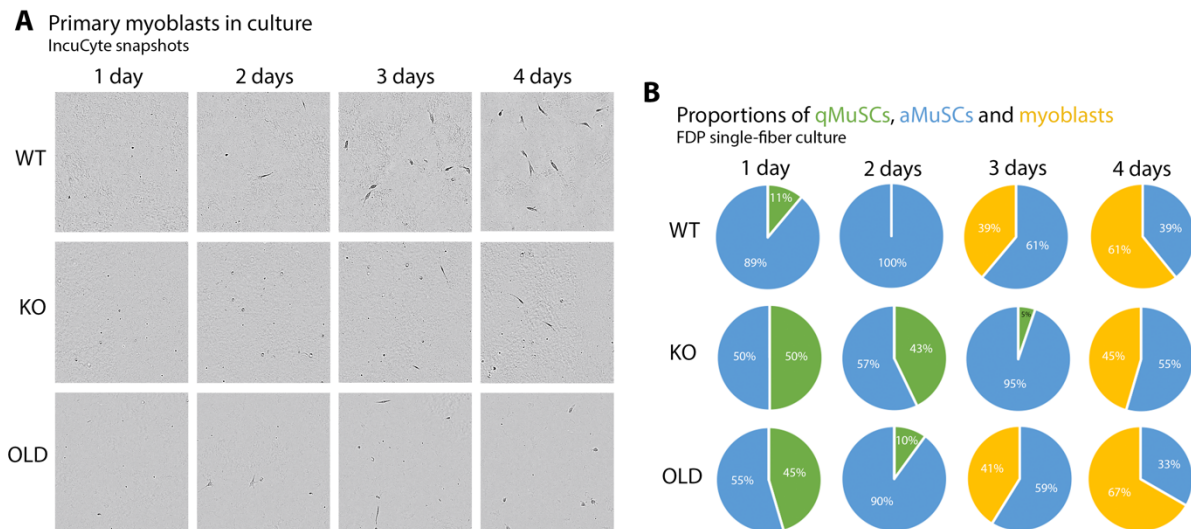 A Primary myoblasts in culture
IncuCyte snapshots
1 day 2 days 3 days 4 days
WT
KO
OLD
B Proportions of qMuSCs, aMuSCs and myoblasts
FDP single-fiber culture
1 day 2 days 3 days 4 days
WT
11%
89%
100%
39%
61%
61%
39%
KO
50%
50%
57%
43%
5%
95%
45%
55%
OLD
55%
45%
10%
90%
41%
59%
67%
33%